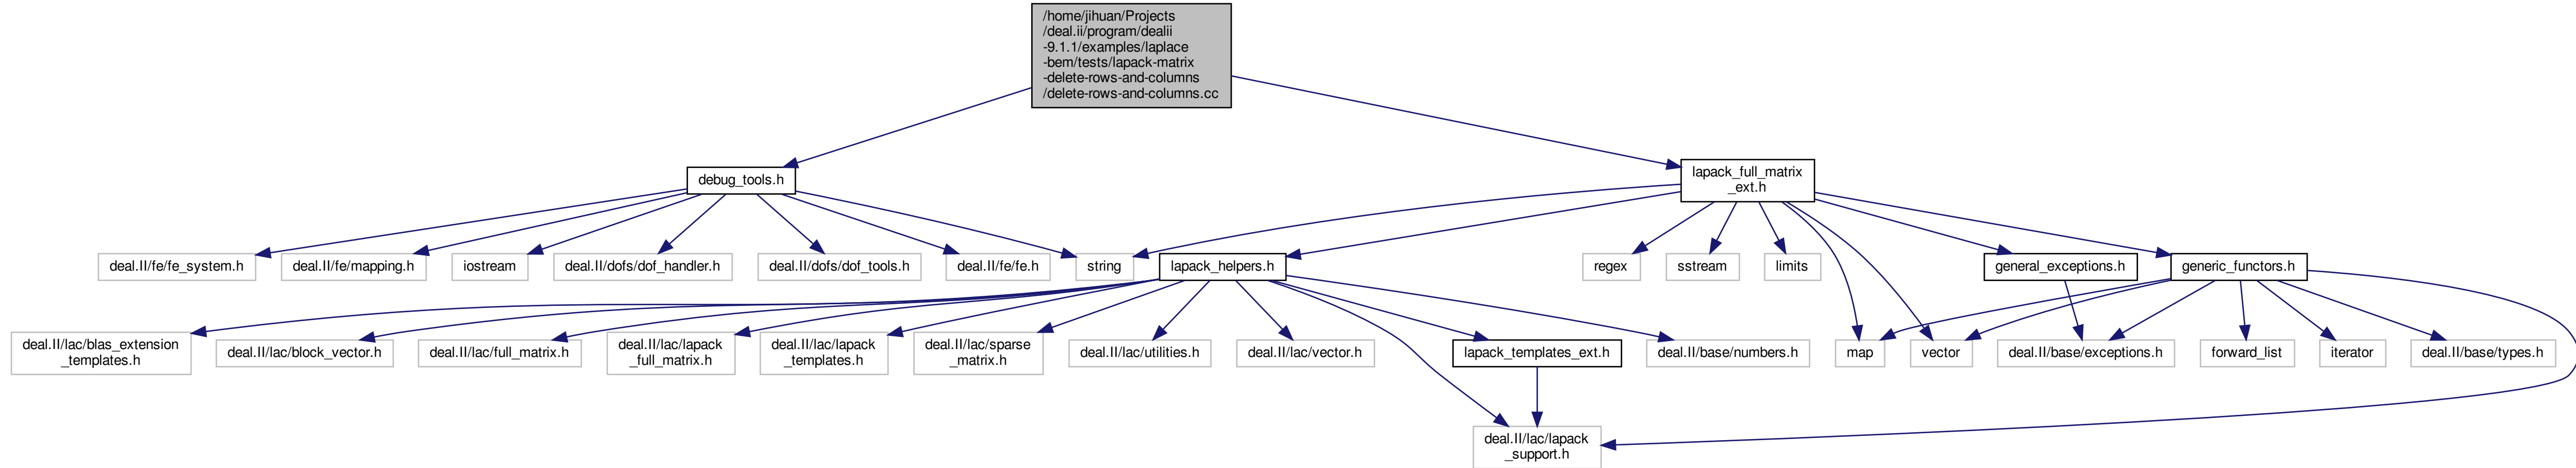 /home/jihuan/Projects
/deal.ii/program/dealii
-9.1.1/examples/laplace
-bem/tests/lapack-matrix
-delete-rows-and-columns
/delete-rows-and-columns.cc
debug_tools.h
lapack_full_matrix
_ext.h
deal.II/fe/fe_system.h
deal.II/fe/mapping.h
iostream
deal.II/dofs/dof_handler.h
deal.II/dofs/dof_tools.h
deal.II/fe/fe.h
string
lapack_helpers.h
regex
sstream
limits
general_exceptions.h
generic_functors.h
deal.II/lac/blas_extension
_templates.h
deal.II/lac/block_vector.h
deal.II/lac/full_matrix.h
deal.II/lac/lapack
_full_matrix.h
deal.II/lac/lapack
_templates.h
deal.II/lac/sparse
_matrix.h
deal.II/lac/utilities.h
deal.II/lac/vector.h
lapack_templates_ext.h
deal.II/base/numbers.h
map
vector
deal.II/base/exceptions.h
forward_list
iterator
deal.II/base/types.h
deal.II/lac/lapack
_support.h